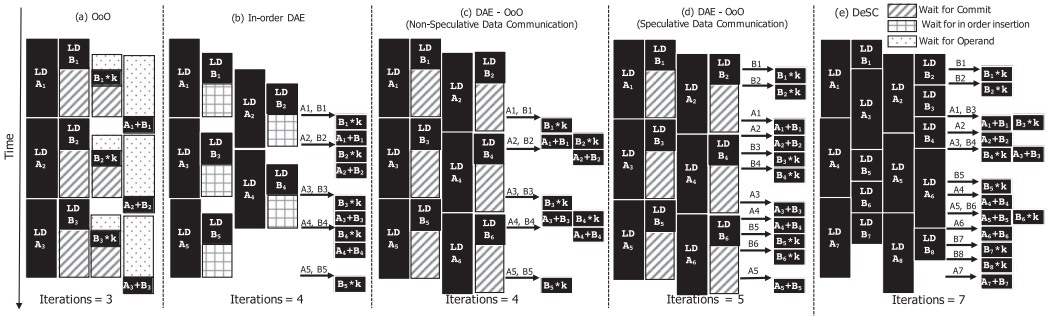 Time
(a) OoO
LD A1
LD B1
B1*k
A1+B1
LD A2
LD B2
B2*k
A2+B2
LD A3
LD B3
B3*k
A3+B3
Iterations = 3
(b) In-order DAE
LD A1
LD B1
LD A2
LD B2
A1, B1
B1*k
A1+B1
A2, B2
B2*k
A2+B2
LD A3
LD B3
LD A4
LD B4
A3, B3
B3*k
A3+B3
A4, B4
B4*k
A4+B4
LD A5
LD B5
A5, B5
B5*k
Iterations = 4
(c) DAE - OoO
(Non-Speculative Data Communication)
LD A1
LD B1
LD A2
LD B2
A1, B1
B1*k
A1+B1
B2*k
A2, B2
A2+B2
LD A3
LD B3
LD A4
LD B4
A3, B3
B3*k
A3+B3
B4*k
A4, B4
A4+B4
LD A5
LD B5
LD A6
LD B6
A5, B5
B5*k
Iterations = 4
(d) DAE - OoO
(Speculative Data Communication)
LD A1
LD B1
LD A2
LD B2
B1
B1*k
B2
B2*k
A1
A1+B1
A2
A2+B2
LD A3
LD B3
LD A4
LD B4
B3
B3*k
B4
B4*k
A3
A3+B3
A4
A4+B4
LD A5
LD B5
LD A6
LD B6
B5
B5*k
B6
B6*k
A5
A5+B5
Iterations = 5
(e) DeSC
Wait for Commit
Wait for in order insertion
Wait for Operand
LD A1
LD B1
LD A2
LD B2
LD A3
LD B3
LD A4
LD B4
LD A5
LD B5
LD A6
LD B6
LD A7
LD B7
LD A8
LD B8
B1
B1*k
B2
B2*k
A1, B3
A1+B1
B3*k
A2
A2+B2
A3, B4
B4*k
A3+B3
B5
B5*k
A4
A4+B4
A5, B6
A5+B5
B6*k
A6
A6+B6
B7
B7*k
B8
B8*k
A7
A7+B7
Iterations = 7